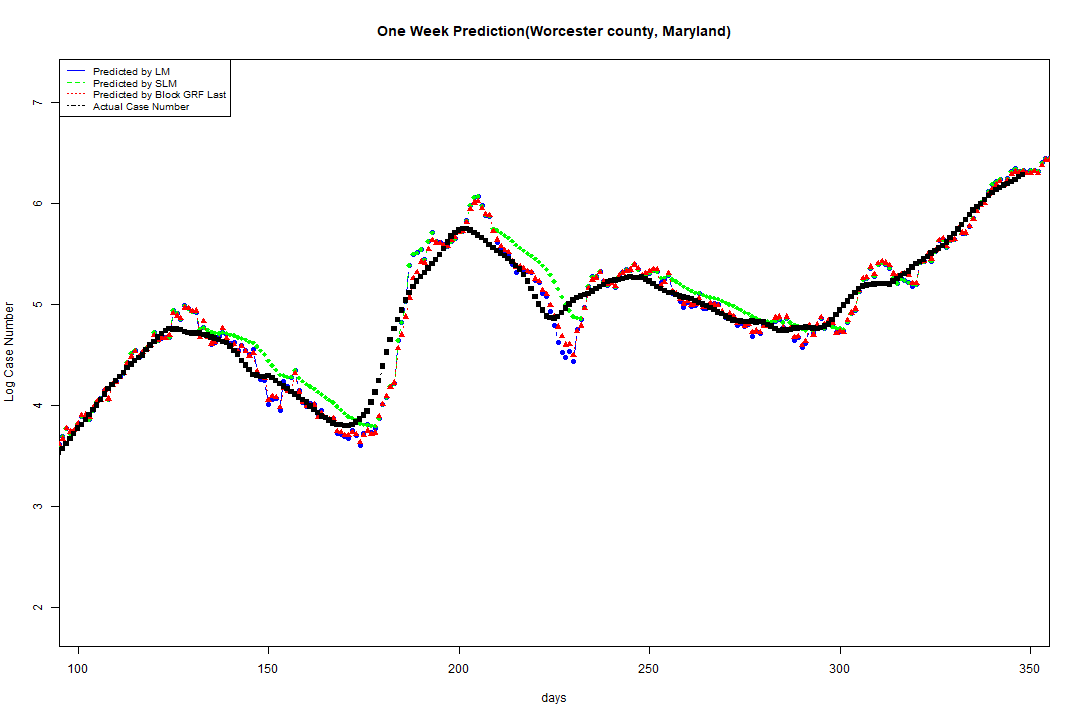 One Week Prediction(Worcester county, Maryland)
Predicted by LM
Predicted by SLM
Predicted by Block GRF Last
Actual Case Number
7
6
5
4
3
2
Log Case Number
100 150 200 250 300 350
days